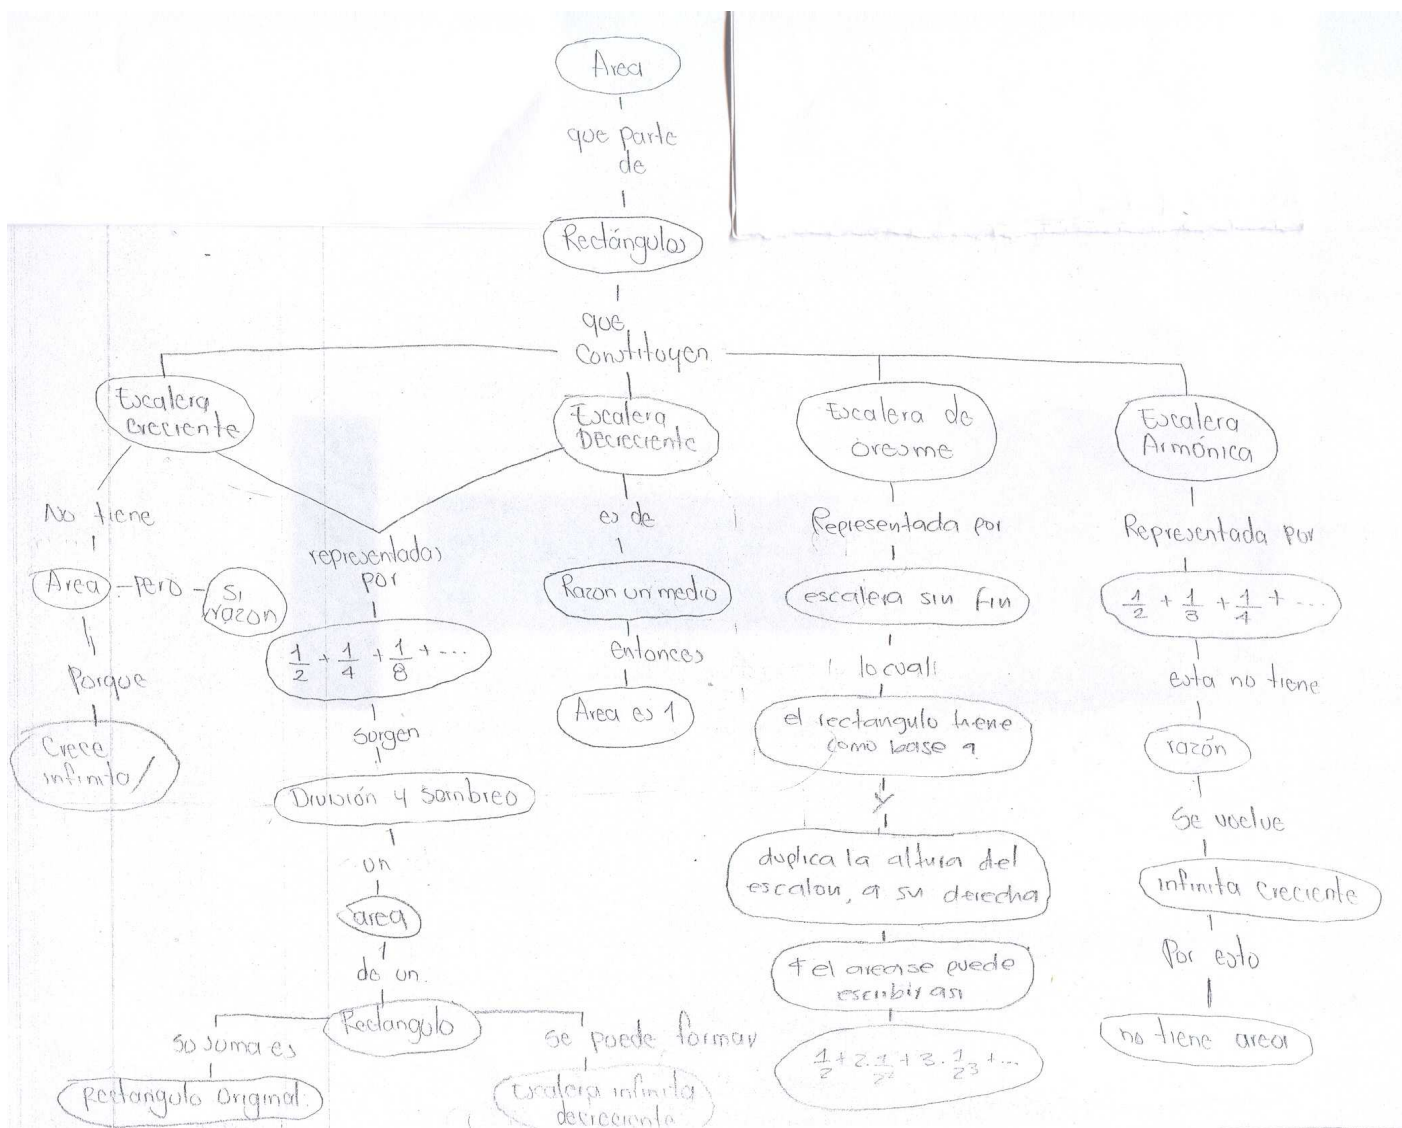 Area
que parte
de
Rectángulos
que
Constituyen
Escalera
Creciente
No tiene
Area
pero
Si
razon
Porque
Crece
infinita/
Escalera
Decreciente
representadas
por
1/2 + 1/4 + 1/8 + ...
Surgen
División y sombreo
un
area
de un
Rectangulo
su suma es
Rectangulo Original
Se puede formar
Escalera infinita
decreciente
es de
Razon un medio
entonces
Area es 1
Escalera de
oresme
Representada por
escalera sin fin
lo cual
el rectangulo tiene
como base a
duplica la altura del
escalon, a su derecha
y el area se puede
escribir asi
1/2 + 2·1/2² + 3·1/2³ + ...
Escalera
Armónica
Representada por
1/2 + 1/3 + 1/4 + ...
esta no tiene
razón
Se vuelve
infinita creciente
Por esto
no tiene area